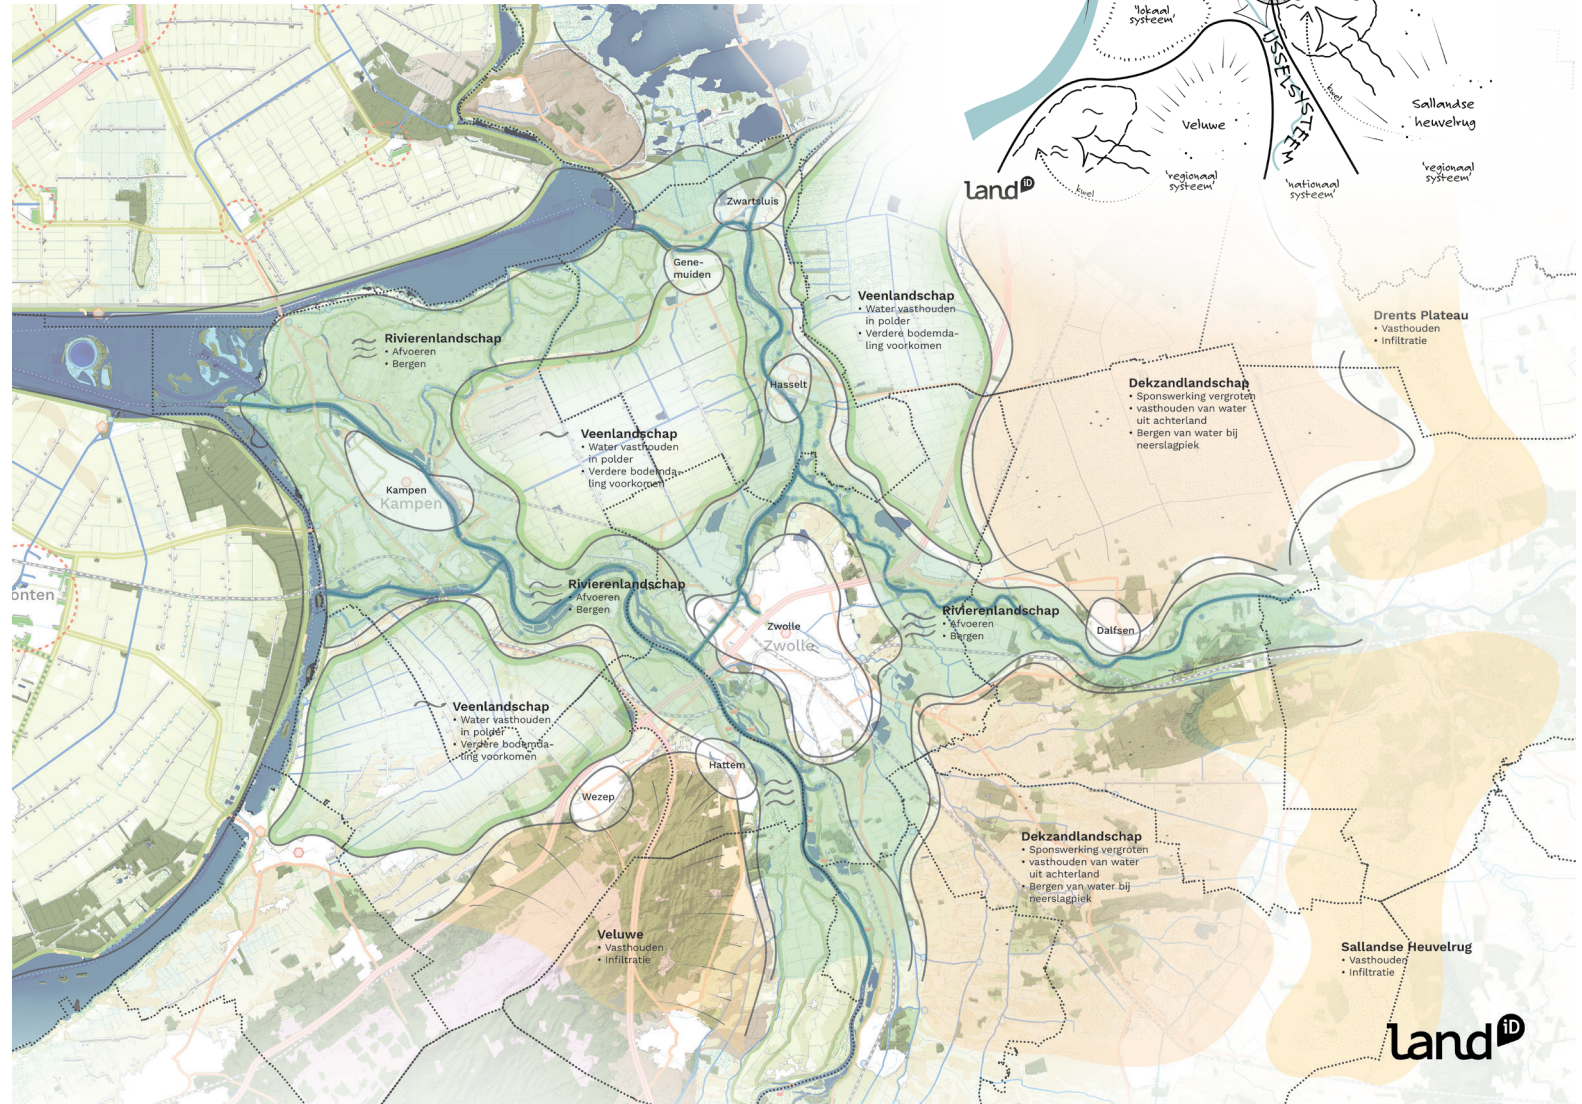 'lokaal
systeem'
IJSSELSYSTEEM
kwel
Sallandse
heuvelrug
Veluwe
'regionaal
systeem'
'regionaal
systeem'
'nationaal
systeem'
kwel
land iD
Zwartsluis
Gene-
muiden
Veenlandschap
• Water vasthouden
in polder
• Verdere bodemda-
ling voorkomen
Drents Plateau
• Vasthouden
• Infiltratie
Rivierenlandschap
• Afvoeren
• Bergen
Hasselt
Dekzandlandschap
• Sponswerking vergroten
• vasthouden van water
uit achterland
• Bergen van water bij
neerslagpiek
Veenlandschap
• Water vasthouden
in polder
• Verdere bodemda-
ling voorkomen
Kampen
Kampen
onten
Rivierenlandschap
• Afvoeren
• Bergen
Rivierenlandschap
• Afvoeren
• Bergen
Zwolle
Zwolle
Dalfsen
Veenlandschap
• Water vasthouden
in polder
• Verdere bodemda-
ling voorkomen
Hattem
Wezep
Dekzandlandschap
• Sponswerking vergroten
• vasthouden van water
uit achterland
• Bergen van water bij
neerslagpiek
Veluwe
• Vasthouden
• Infiltratie
Sallandse Heuvelrug
• Vasthouden
• Infiltratie
land iD